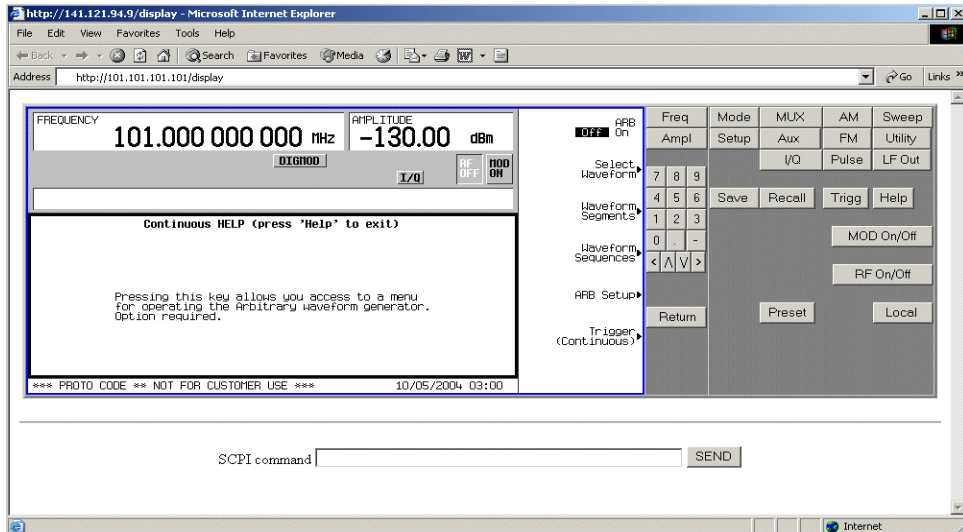 http://141.121.94.9/display - Microsoft Internet Explorer
File Edit View Favorites Tools Help
Back Search Favorites Media
Address http://101.101.101.101/display Go Links »
FREQUENCY
101.000 000 000 MHz
AMPLITUDE
-130.00 dBm
DIGMOD
I/Q
RF OFF
MOD ON
Continuous HELP (press 'Help' to exit)
Pressing this key allows you access to a menu
for operating the Arbitrary waveform generator.
Option required.
*** PROTO CODE ** NOT FOR CUSTOMER USE *** 10/05/2004 03:00
ARB
Off On
Select
Waveform
Waveform
Segments
Waveform
Sequences
ARB Setup
Trigger
(Continuous)
Freq Mode MUX AM Sweep
Ampl Setup Aux FM Utility
I/Q Pulse LF Out
7 8 9
4 5 6 Save Recall Trigg Help
1 2 3
0 . - MOD On/Off
< Λ V >
RF On/Off
Return Preset Local
SCPI command SEND
Internet